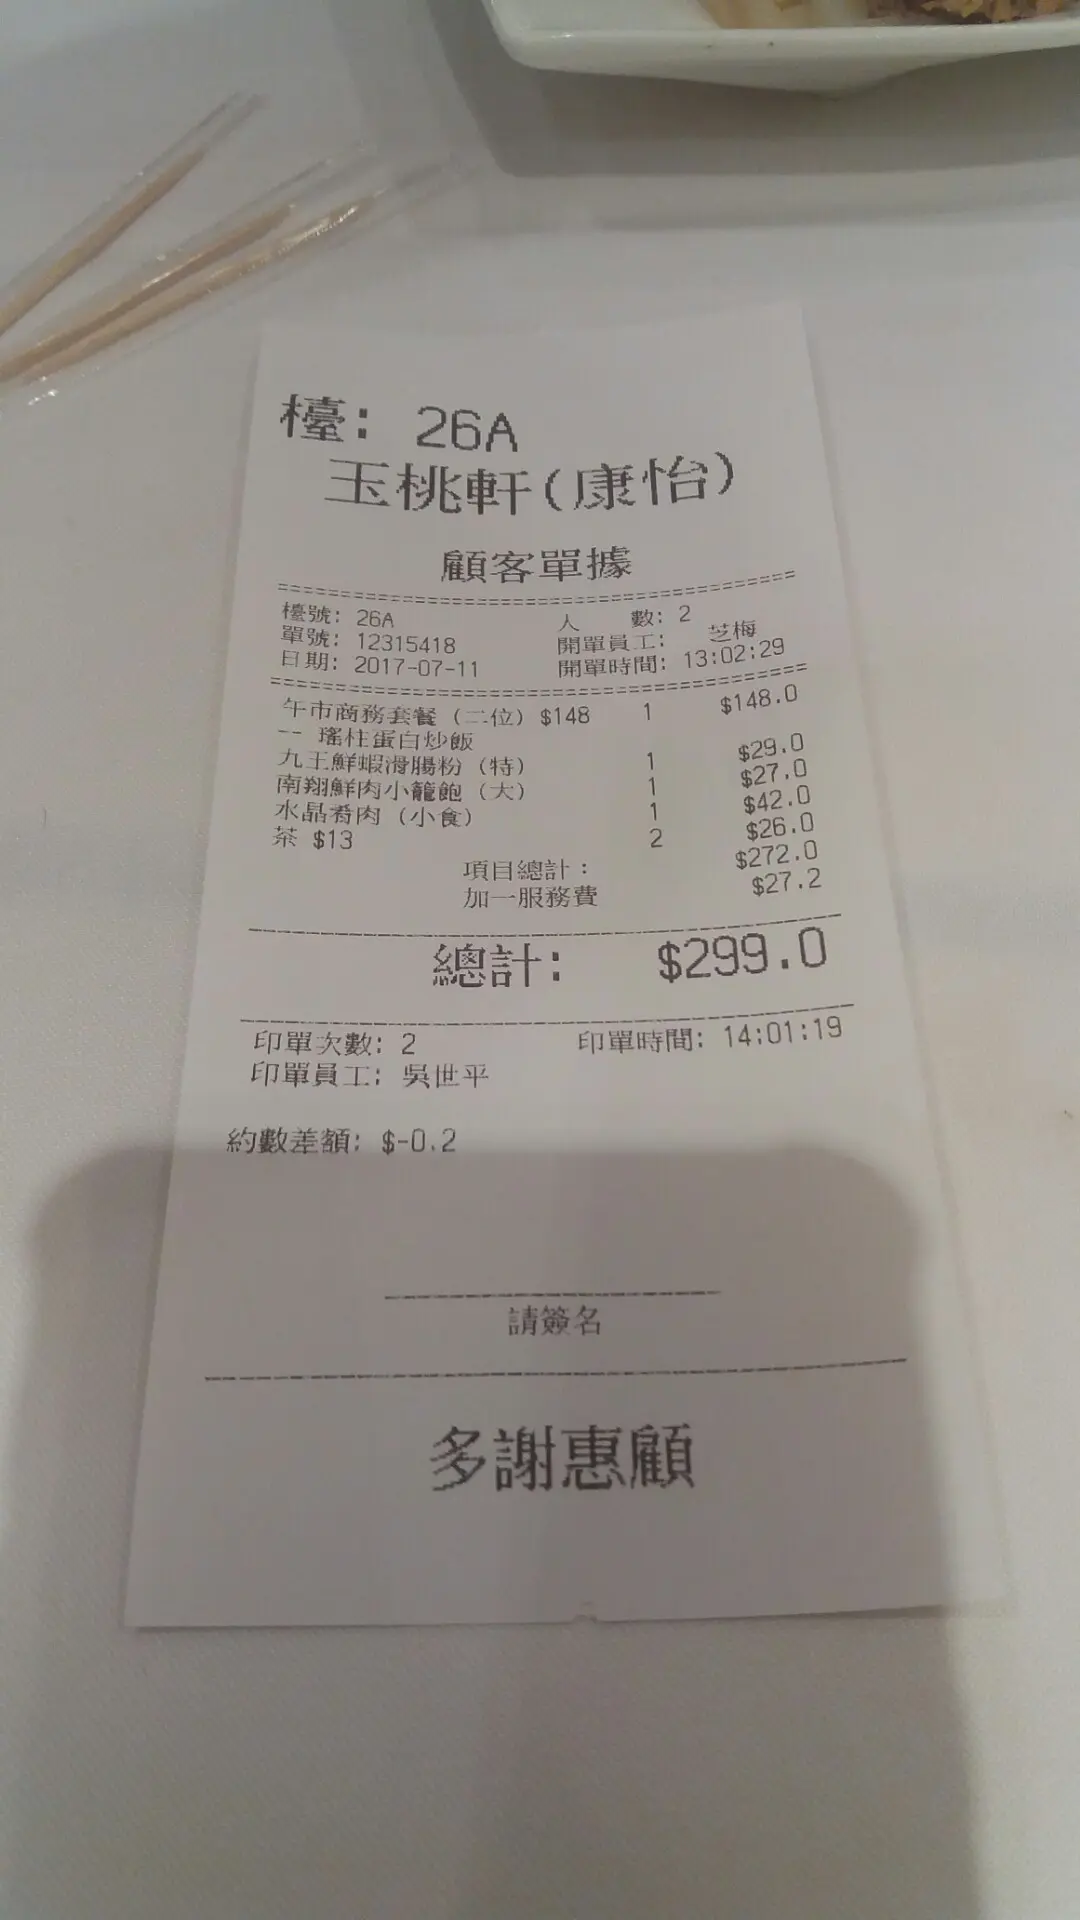 檯: 26A
玉桃軒(康怡)
顧客單據
檯號: 26A 人 數: 2
單號: 12315418 開單員工: 芝梅
日期: 2017-07-11 開單時間: 13:02:29
午市商務套餐 (二位) $148 1 $148.0
-- 瑤柱蛋白炒飯
九王鮮蝦滑腸粉 (特) 1 $29.0
南翔鮮肉小籠飽 (大) 1 $27.0
水晶肴肉 (小食) 1 $42.0
茶 $13 2 $26.0
項目總計: $272.0
加一服務費 $27.2
總計: $299.0
印單次數: 2 印單時間: 14:01:19
印單員工: 吳世平
約數差額: $-0.2
請簽名
多謝惠顧